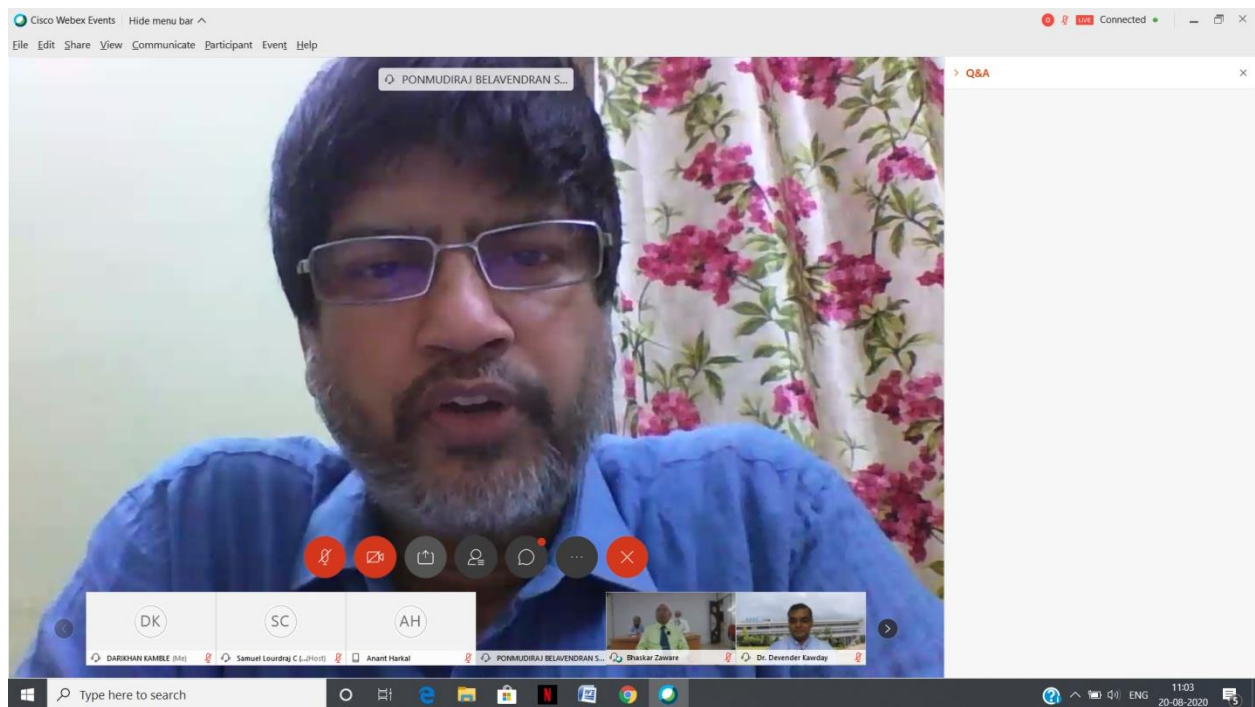 Cisco Webex Events Hide menu bar
LIVE Connected
File Edit Share View Communicate Participant Event Help
PONMUDIRAJ BELAVENDRAN S...
Q&A
DK
SC
AH
DARIKHAN KAMBLE (Me)
Samuel Lourdraj C (...(Host)
Anant Harkal
PONMUDIRAJ BELAVENDRAN S...
Bhaskar Zaware
Dr. Devender Kawday
Type here to search
ENG
11:03
20-08-2020
5